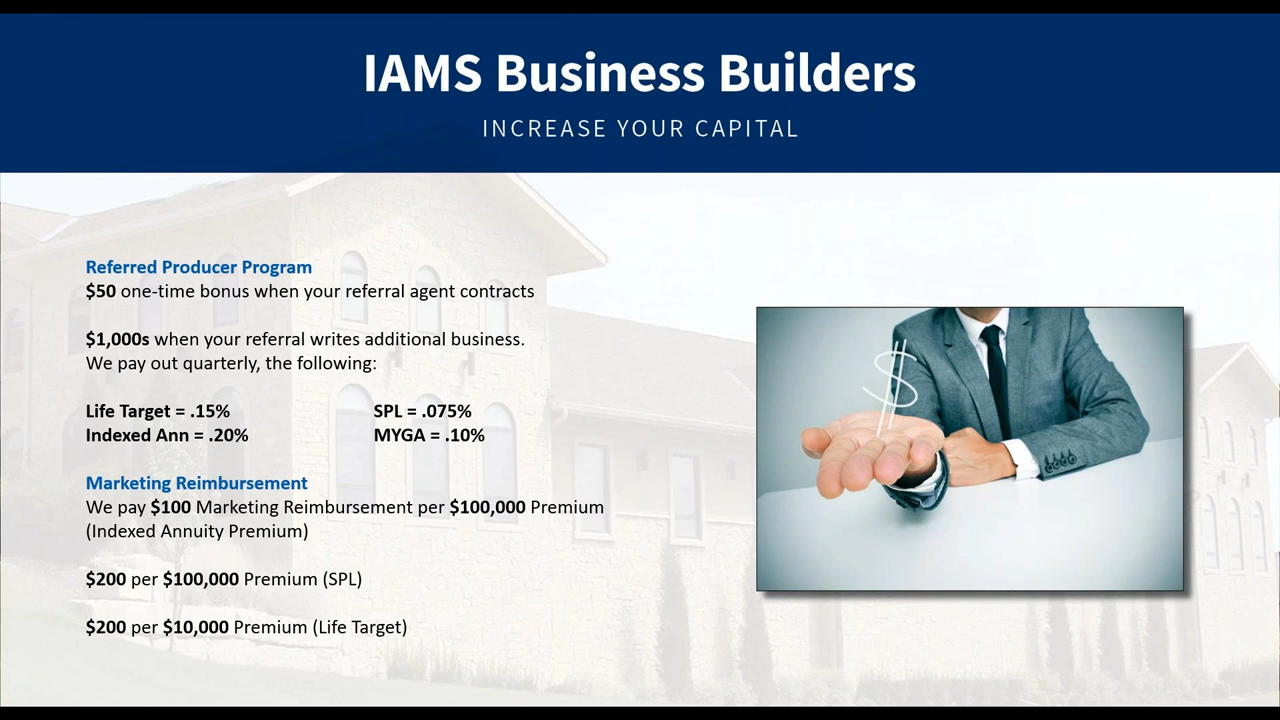 IAMS Business Builders
INCREASE YOUR CAPITAL
Referred Producer Program
$50 one-time bonus when your referral agent contracts
$1,000s when your referral writes additional business.
We pay out quarterly, the following:
Life Target = .15% SPL = .075%
Indexed Ann = .20% MYGA = .10%
Marketing Reimbursement
We pay $100 Marketing Reimbursement per $100,000 Premium
(Indexed Annuity Premium)
$200 per $100,000 Premium (SPL)
$200 per $10,000 Premium (Life Target)
$